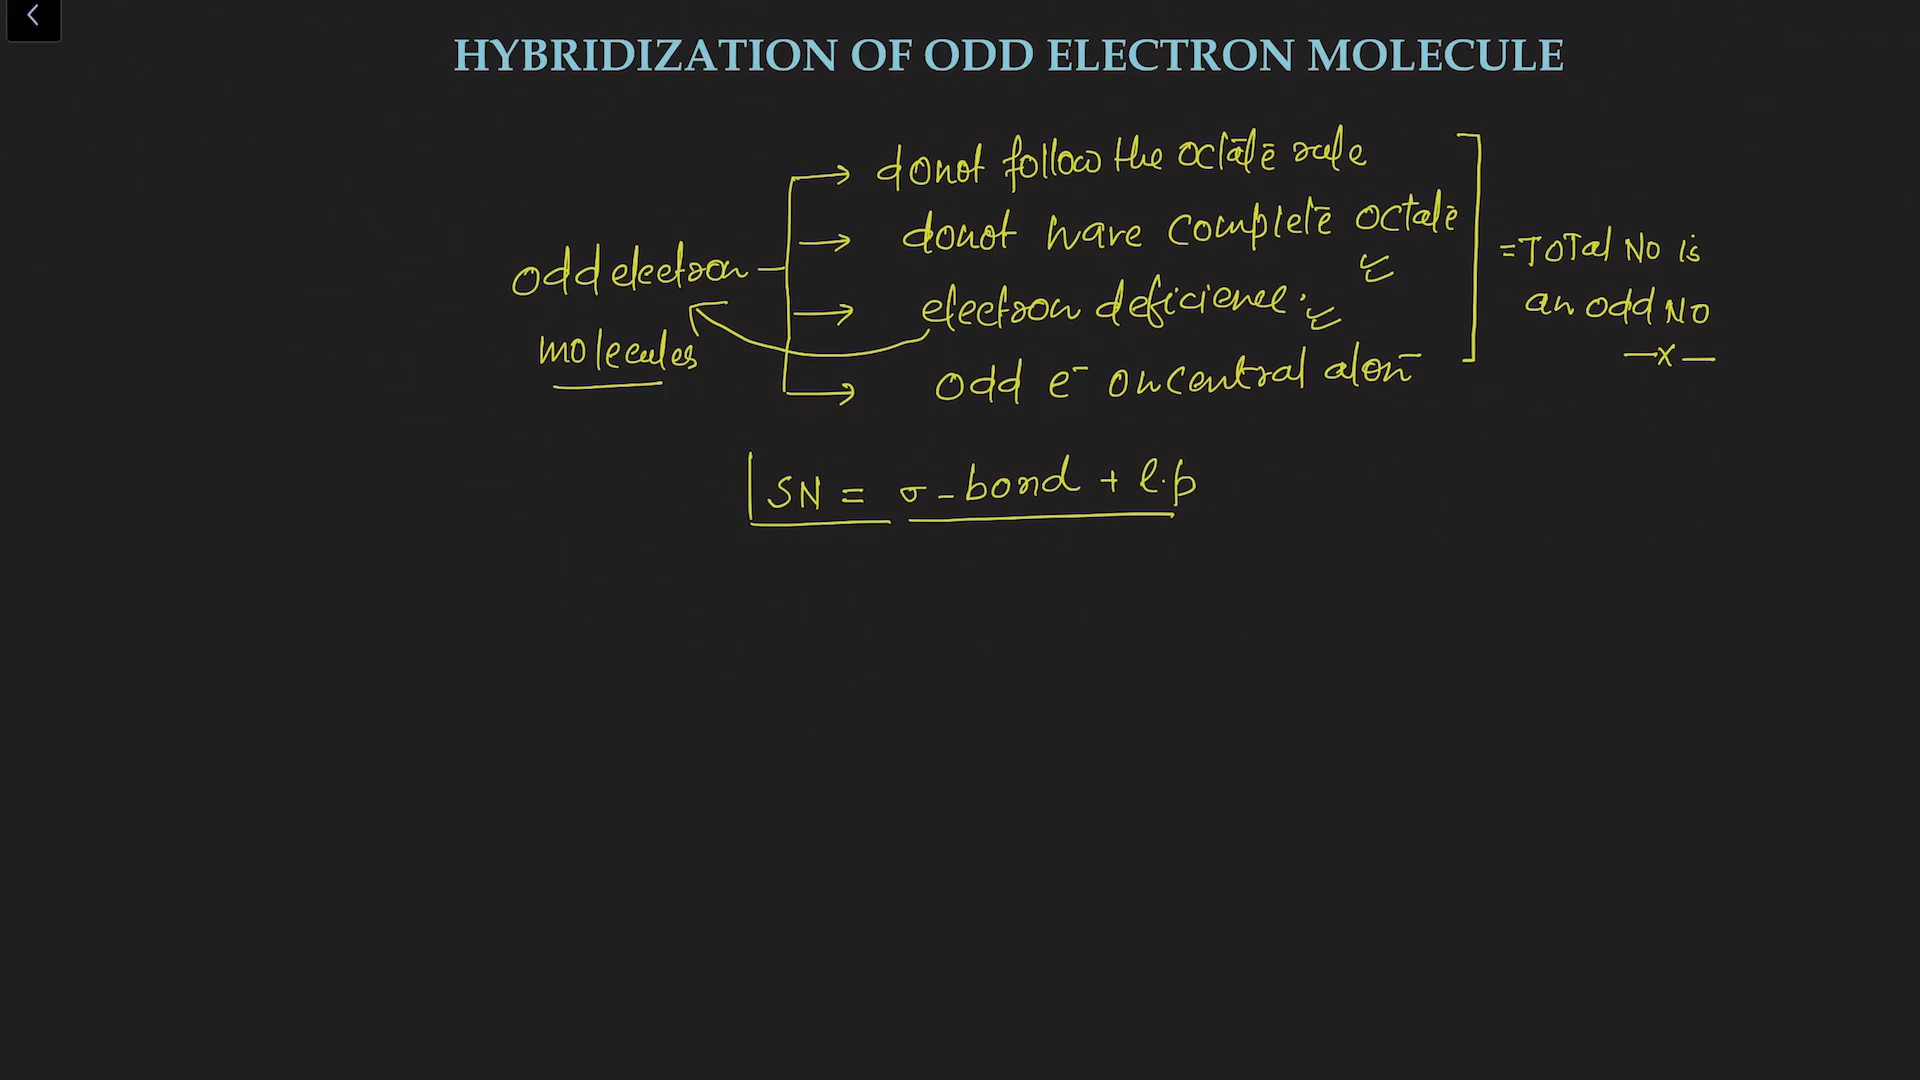 HYBRIDIZATION OF ODD ELECTRON MOLECULE
donot follow the octate rule
donot have complete octate
odd electron
= Total No is
electron deficience.
an odd NO
molecules
—x—
odd e⁻ on central atom
SN = σ - bond + l.p